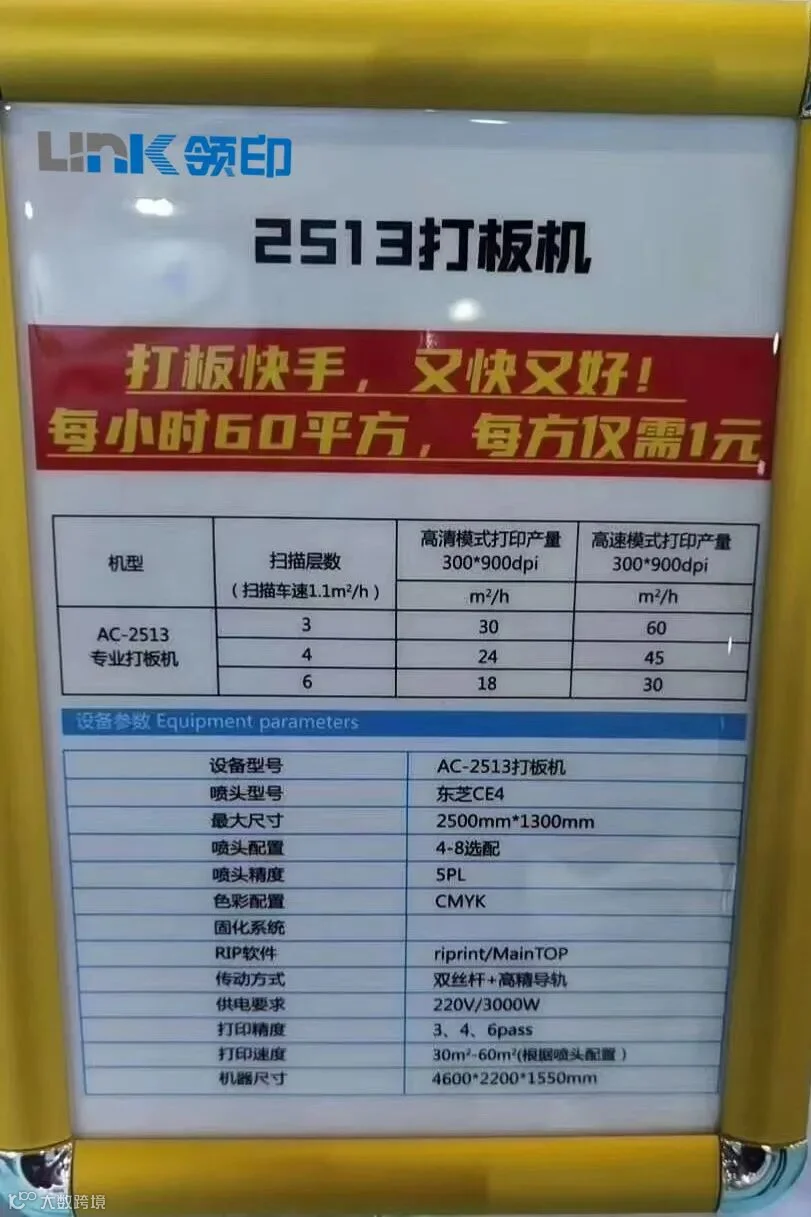 LINK领印
2513打板机
打板快手，又快又好！
每小时60平方，每方仅需1元
机型
扫描层数
（扫描车速1.1m²/h）
高清模式打印产量
300*900dpi
高速模式打印产量
300*900dpi
m²/h
m²/h
AC-2513
专业打板机
3
30
60
4
24
45
6
18
30
设备参数 Equipment parameters
设备型号
AC-2513打板机
喷头型号
东芝CE4
最大尺寸
2500mm*1300mm
喷头配置
4-8选配
喷头精度
5PL
色彩配置
CMYK
固化系统
RIP软件
riprint/MainTOP
传动方式
双丝杆+高精导轨
供电要求
220V/3000W
打印精度
3、4、6pass
打印速度
30m²-60m²(根据喷头配置）
机器尺寸
4600*2200*1550mm
大数跨境